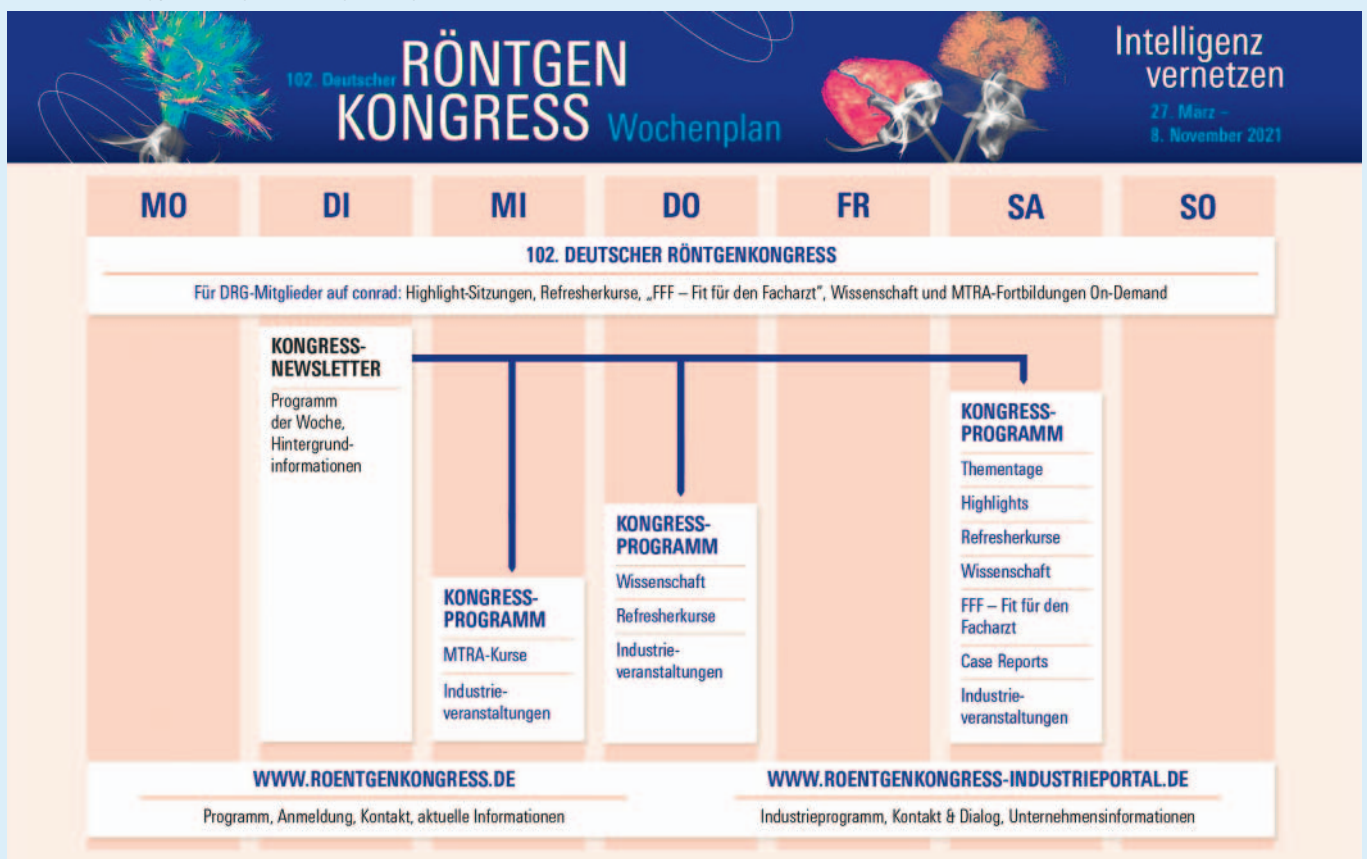 102. Deutscher RÖNTGEN
KONGRESS Wochenplan
Intelligenz
vernetzen
27. März –
8. November 2021
MO DI MI DO FR SA SO
102. DEUTSCHER RÖNTGENKONGRESS
Für DRG-Mitglieder auf conrad: Highlight-Sitzungen, Refresherkurse, „FFF – Fit für den Facharzt", Wissenschaft und MTRA-Fortbildungen On-Demand
KONGRESS-
NEWSLETTER
Programm
der Woche,
Hintergrund-
informationen
KONGRESS-
PROGRAMM
MTRA-Kurse
Industrie-
veranstaltungen
KONGRESS-
PROGRAMM
Wissenschaft
Refresherkurse
Industrie-
veranstaltungen
KONGRESS-
PROGRAMM
Thementage
Highlights
Refresherkurse
Wissenschaft
FFF – Fit für den
Facharzt
Case Reports
Industrie-
veranstaltungen
WWW.ROENTGENKONGRESS.DE
Programm, Anmeldung, Kontakt, aktuelle Informationen
WWW.ROENTGENKONGRESS-INDUSTRIEPORTAL.DE
Industrieprogramm, Kontakt & Dialog, Unternehmensinformationen